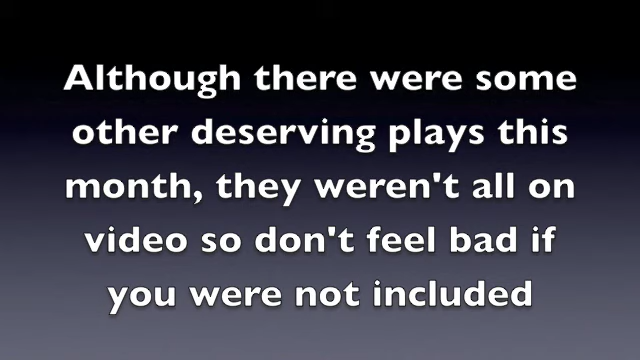 Although there were some
other deserving plays this
month, they weren't all on
video so don't feel bad if
you were not included